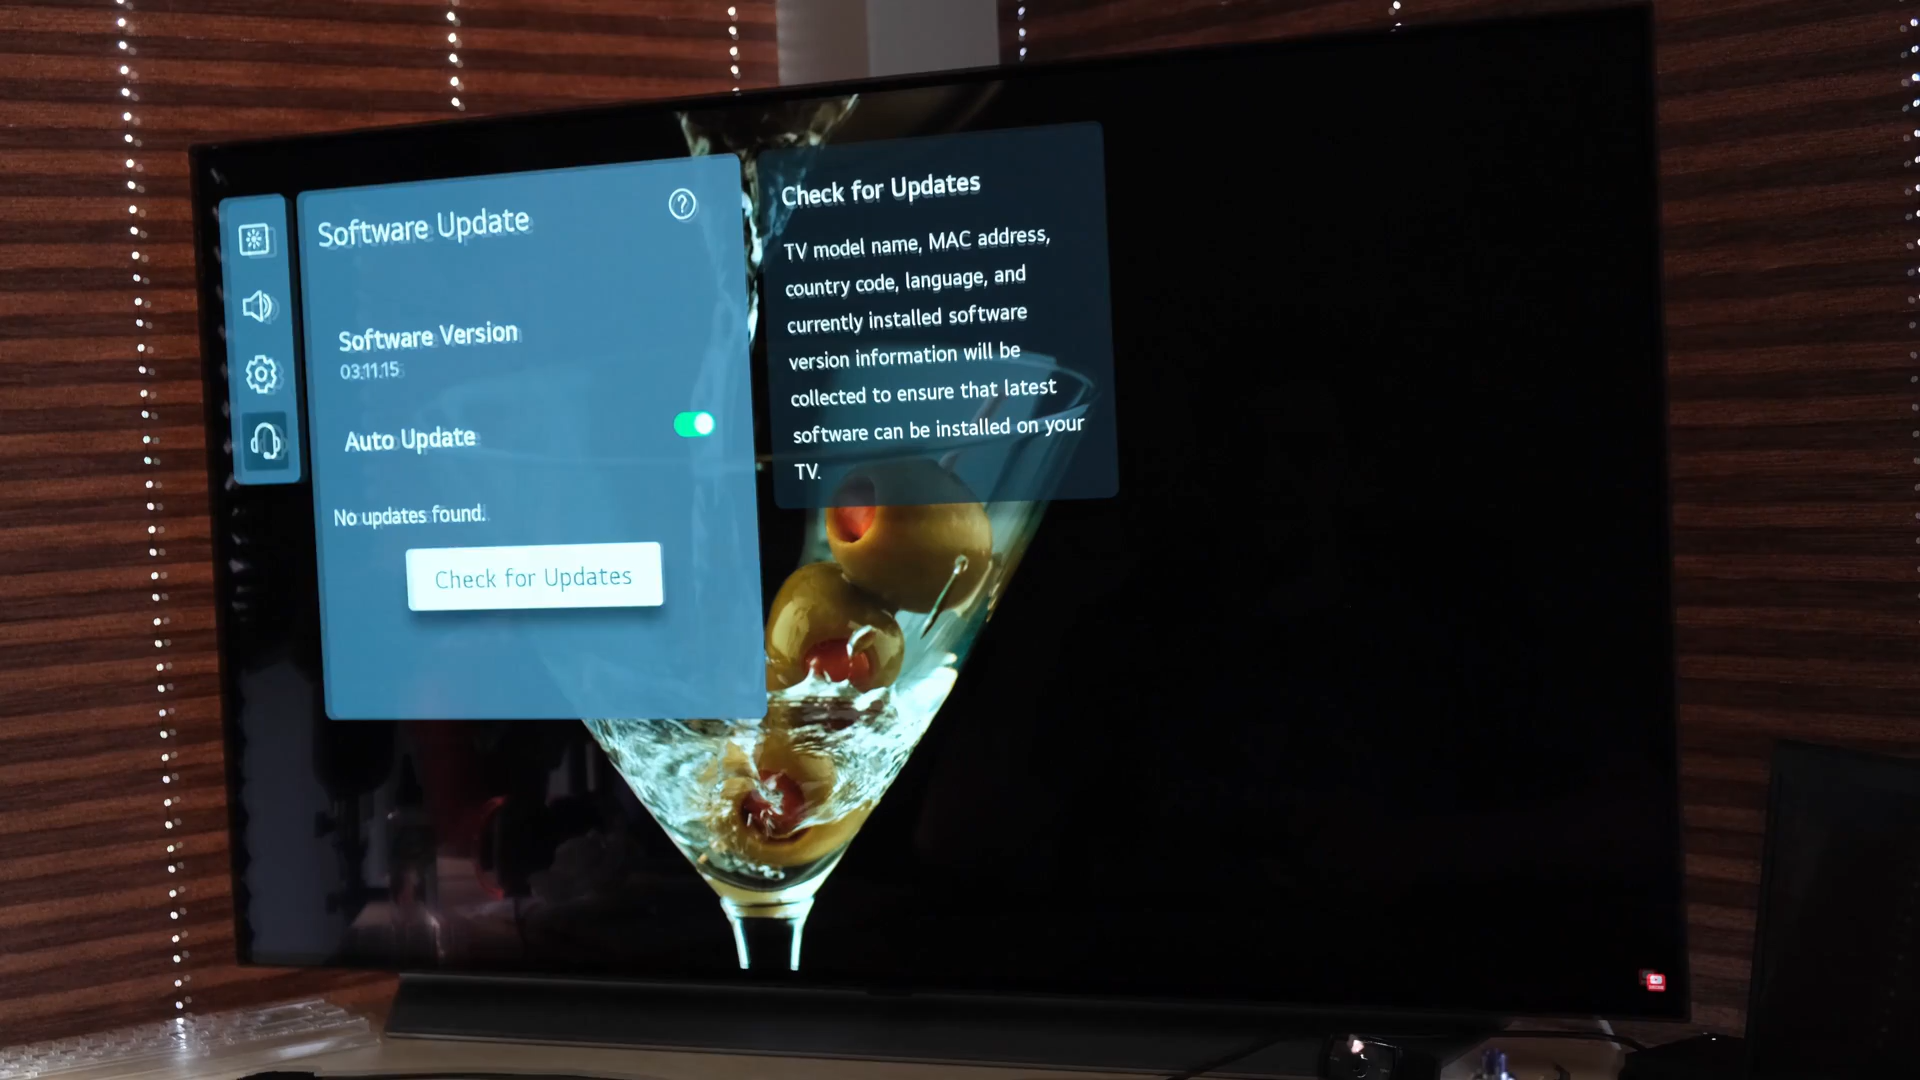 Software Update
Software Version
03.11.15
Auto Update
No updates found.
Check for Updates
Check for Updates
TV model name, MAC address,
country code, language, and
currently installed software
version information will be
collected to ensure that latest
software can be installed on your
TV.